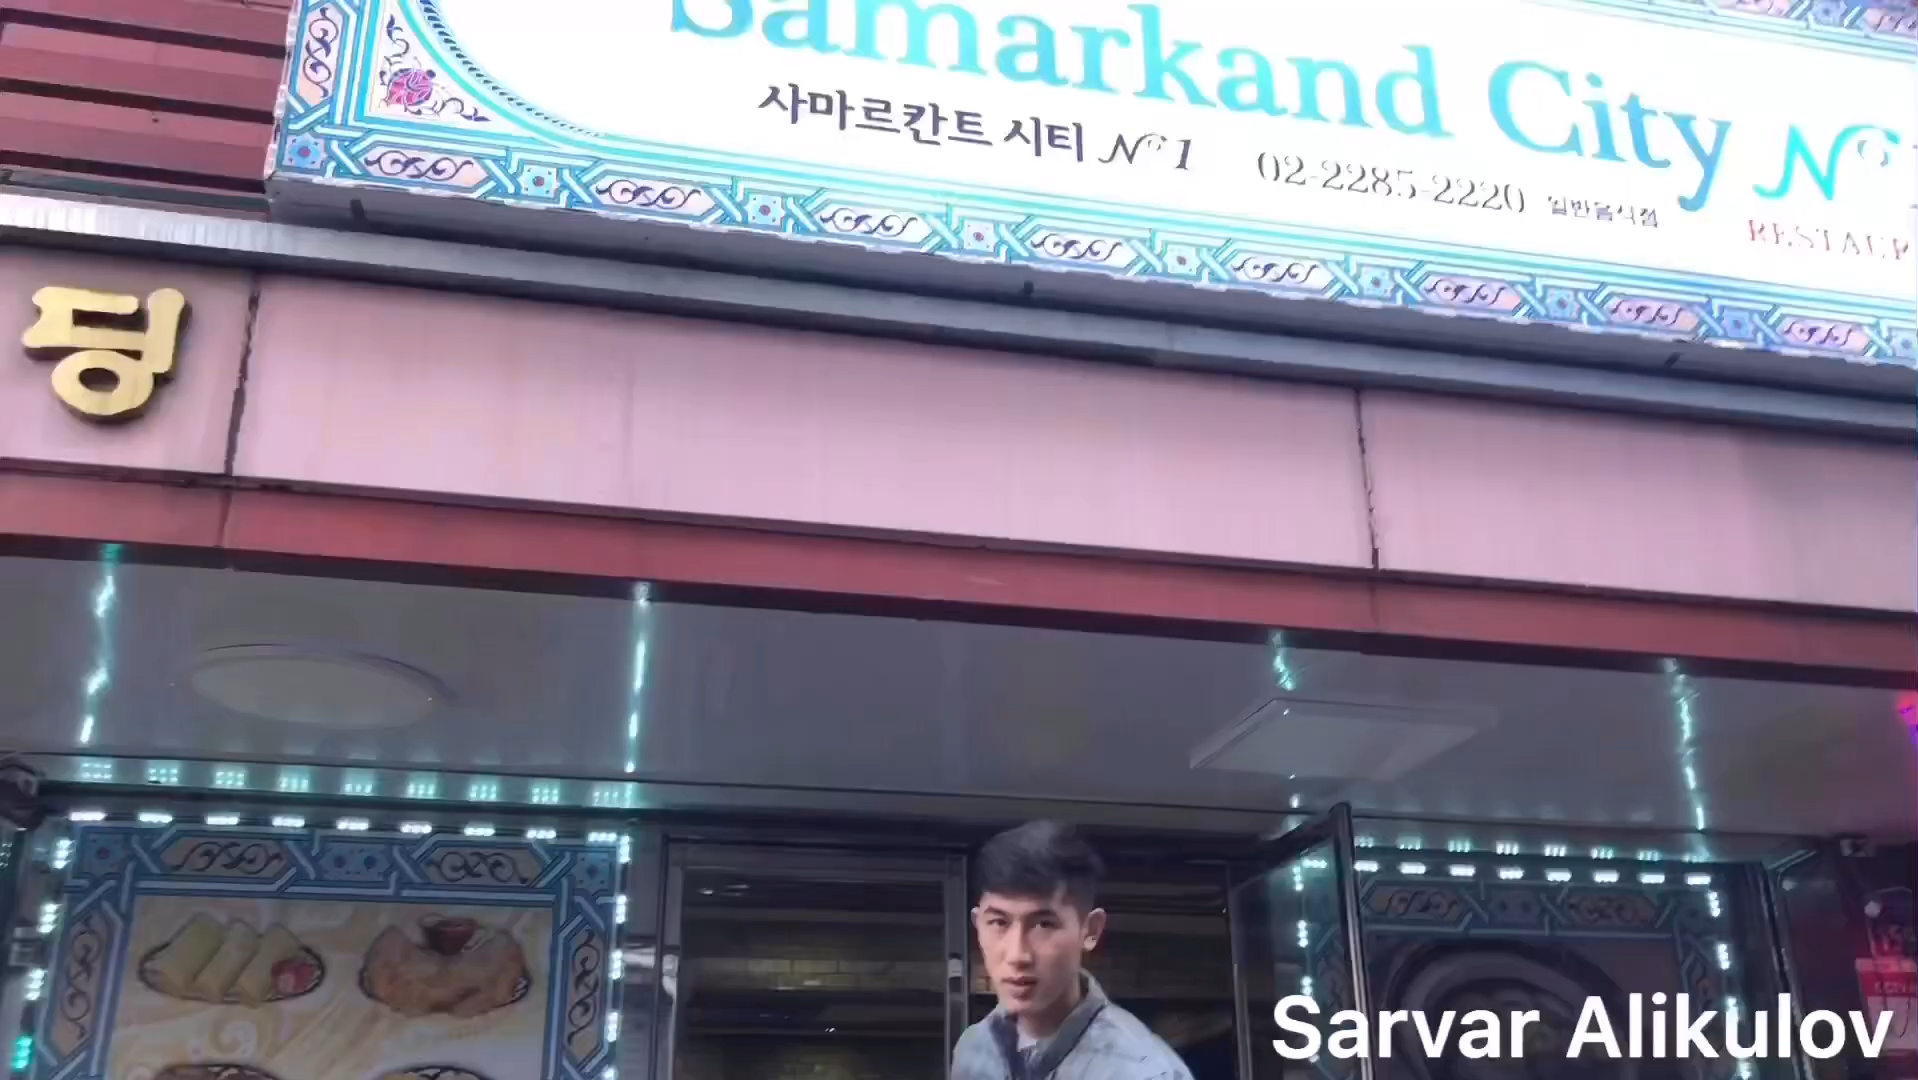 Samarkand City №
사마르칸트 시티 №1
02-2285-2220 일반음식점
딩
Sarvar Alikulov